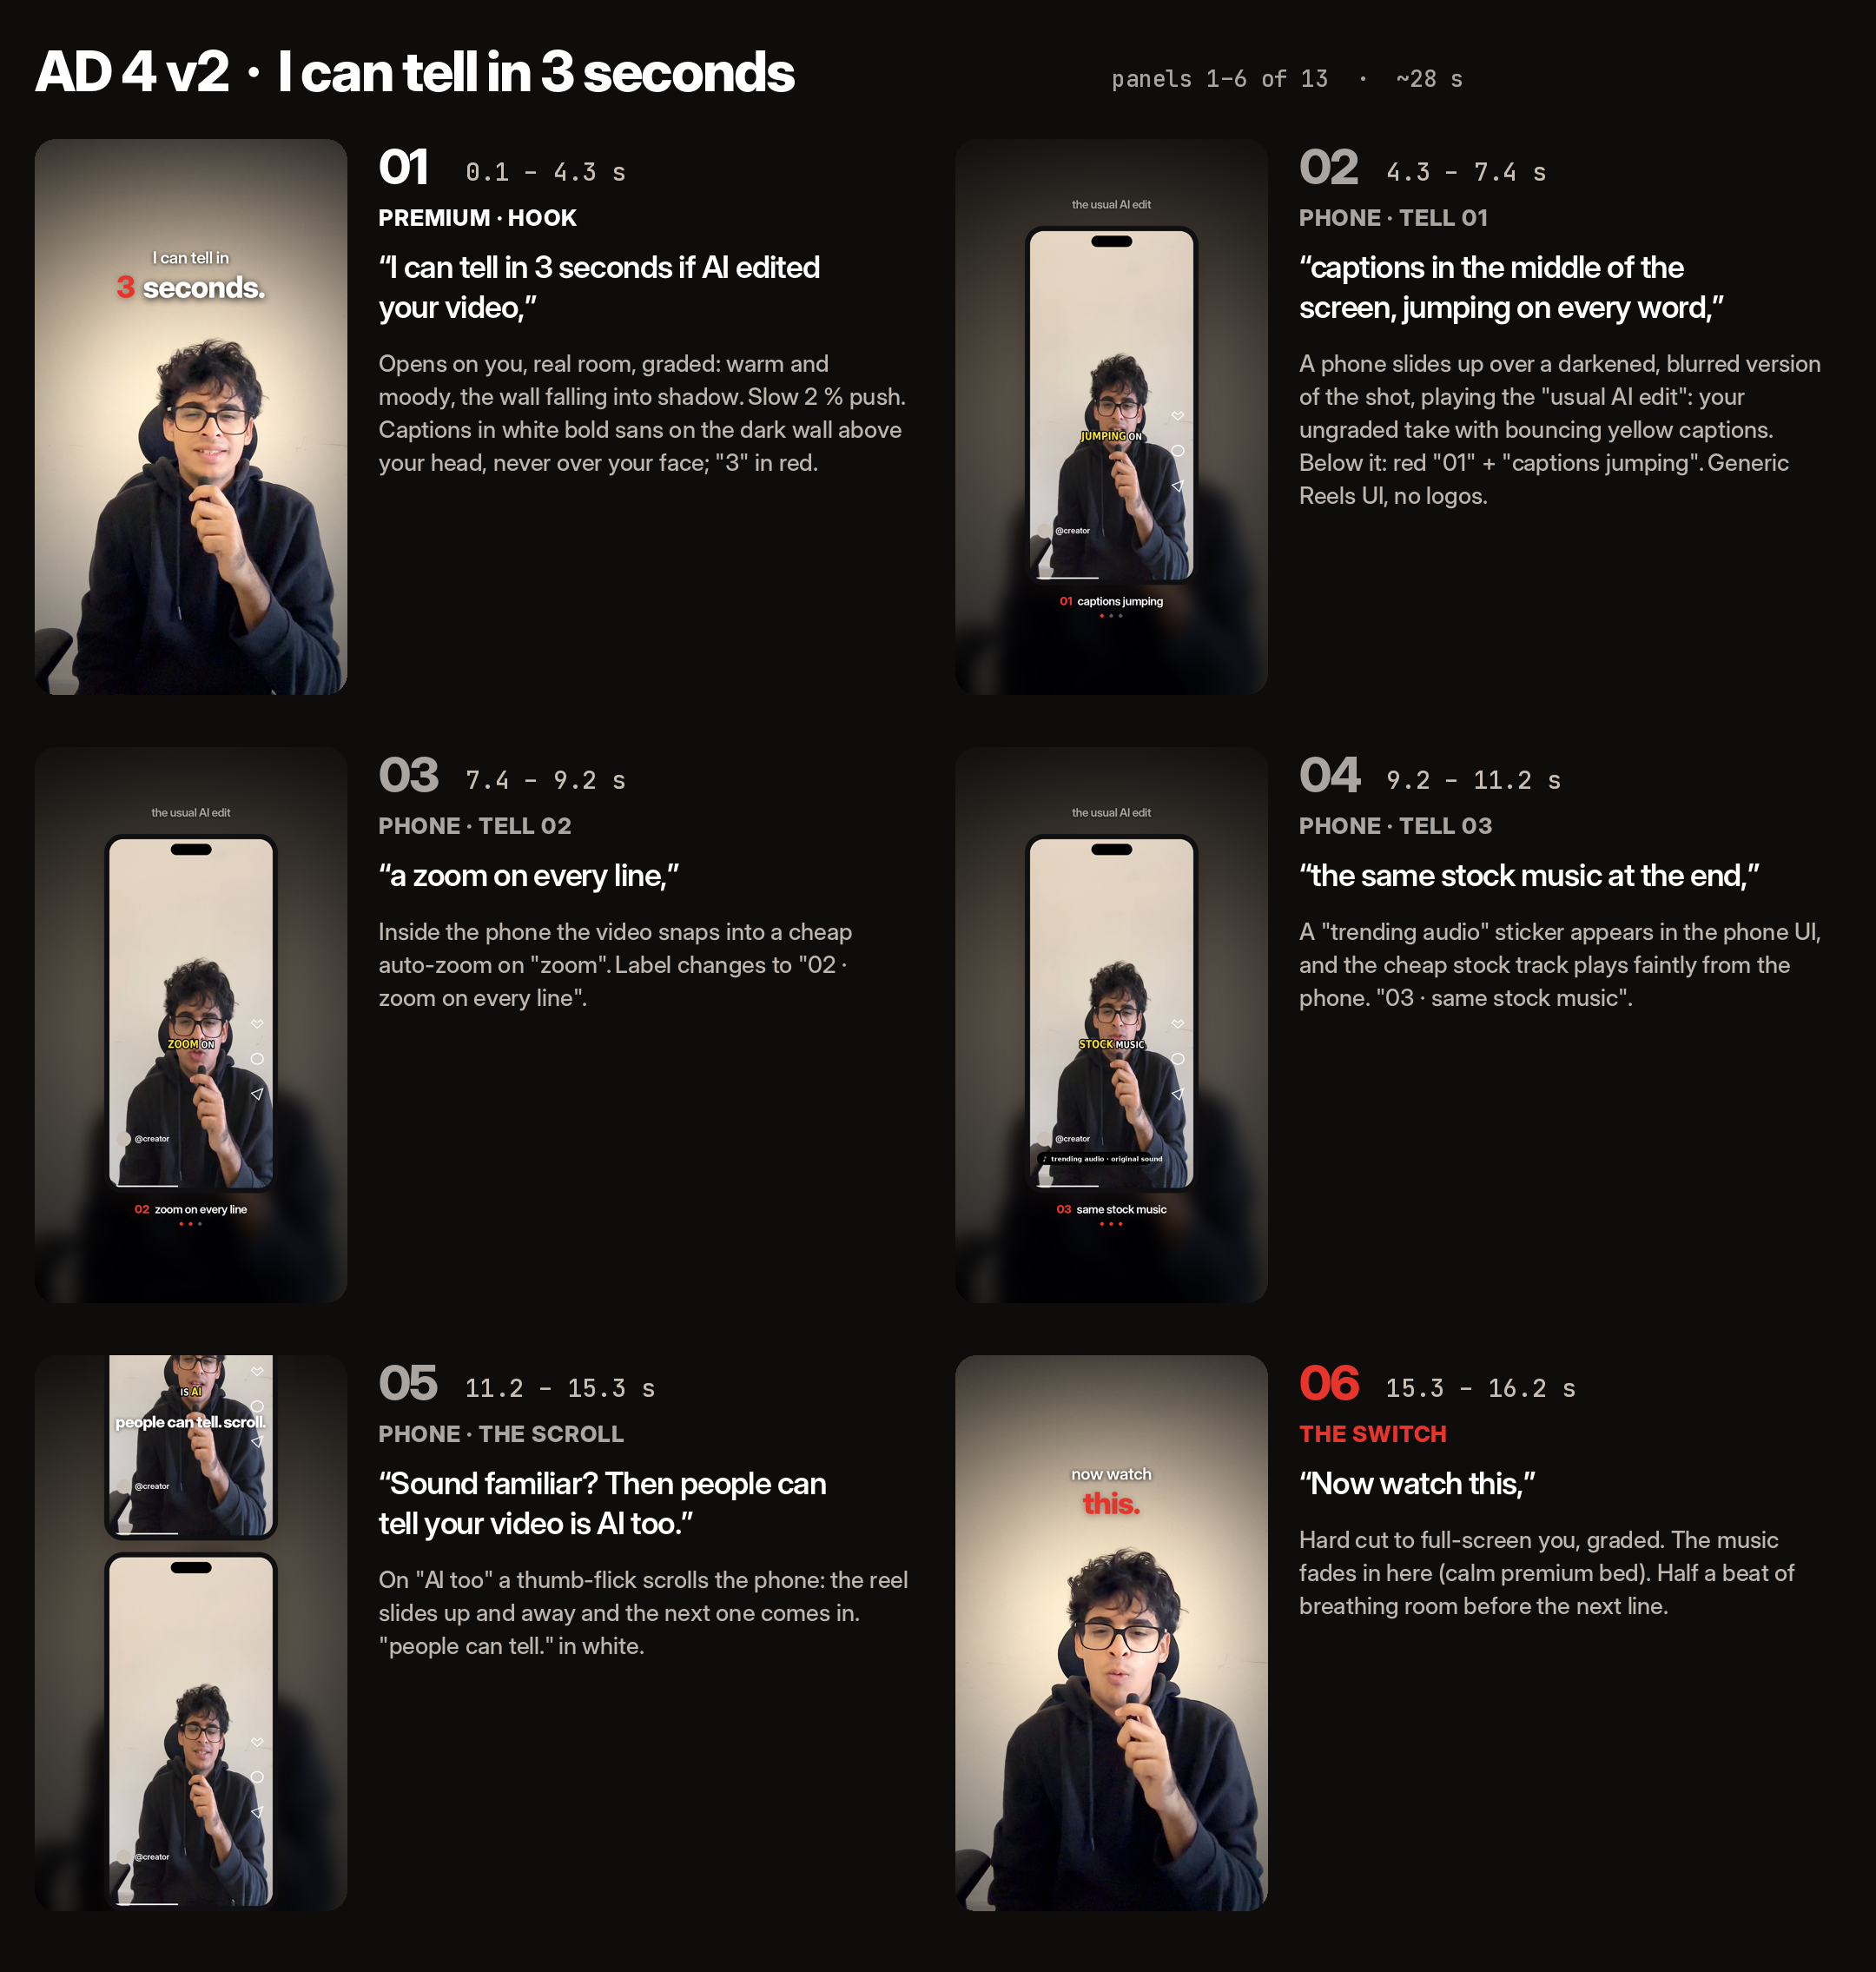 AD 4 v2 · I can tell in 3 seconds
panels 1–6 of 13 · ~28 s
I can tell in
3 seconds.
01 0.1 – 4.3 s
PREMIUM · HOOK
“I can tell in 3 seconds if AI edited
your video,”
Opens on you, real room, graded: warm and
moody, the wall falling into shadow. Slow 2 % push.
Captions in white bold sans on the dark wall above
your head, never over your face; "3" in red.
the usual AI edit
JUMPING ON
@creator
01 captions jumping
02 4.3 – 7.4 s
PHONE · TELL 01
“captions in the middle of the
screen, jumping on every word,”
A phone slides up over a darkened, blurred version
of the shot, playing the "usual AI edit": your
ungraded take with bouncing yellow captions.
Below it: red "01" + "captions jumping". Generic
Reels UI, no logos.
the usual AI edit
ZOOM ON
@creator
02 zoom on every line
03 7.4 – 9.2 s
PHONE · TELL 02
“a zoom on every line,”
Inside the phone the video snaps into a cheap
auto-zoom on "zoom". Label changes to "02 ·
zoom on every line".
the usual AI edit
STOCK MUSIC
@creator
♪ trending audio · original sound
03 same stock music
04 9.2 – 11.2 s
PHONE · TELL 03
“the same stock music at the end,”
A "trending audio" sticker appears in the phone UI,
and the cheap stock track plays faintly from the
phone. "03 · same stock music".
IS AI
people can tell. scroll.
@creator
@creator
05 11.2 – 15.3 s
PHONE · THE SCROLL
“Sound familiar? Then people can
tell your video is AI too.”
On "AI too" a thumb-flick scrolls the phone: the reel
slides up and away and the next one comes in.
"people can tell." in white.
now watch
this.
06 15.3 – 16.2 s
THE SWITCH
“Now watch this,”
Hard cut to full-screen you, graded. The music
fades in here (calm premium bed). Half a beat of
breathing room before the next line.